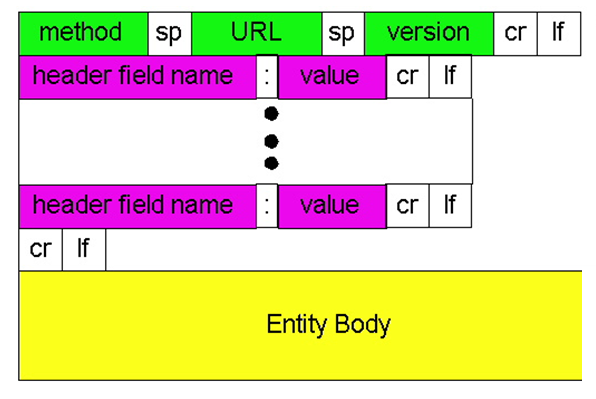 method sp URL sp version cr lf
header field name : value cr lf
header field name : value cr lf
cr lf
Entity Body